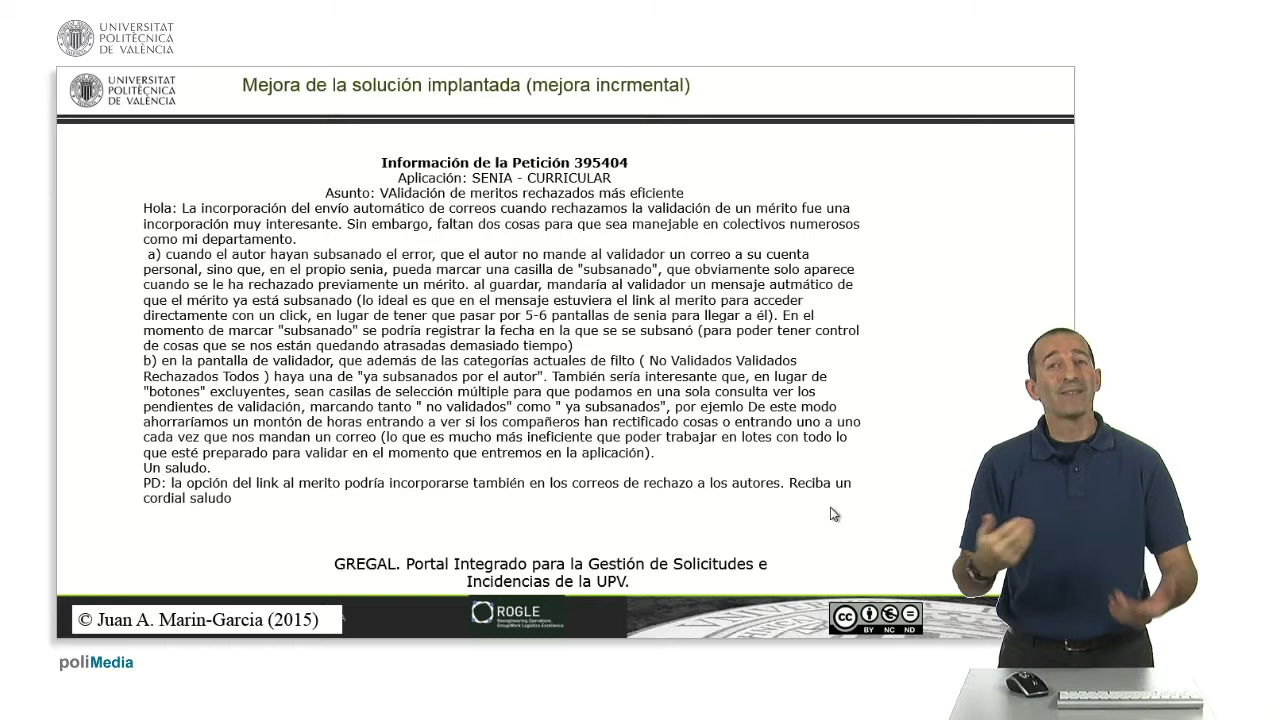 UNIVERSITAT
POLITÈCNICA
DE VALÈNCIA
UNIVERSITAT
POLITÈCNICA
DE VALÈNCIA
Mejora de la solución implantada (mejora incrmental)
Información de la Petición 395404
Aplicación: SENIA - CURRICULAR
Asunto: VAlidación de meritos rechazados más eficiente
Hola: La incorporación del envío automático de correos cuando rechazamos la validación de un mérito fue una
incorporación muy interesante. Sin embargo, faltan dos cosas para que sea manejable en colectivos numerosos
como mi departamento.
a) cuando el autor hayan subsanado el error, que el autor no mande al validador un correo a su cuenta
personal, sino que, en el propio senia, pueda marcar una casilla de "subsanado", que obviamente solo aparece
cuando se le ha rechazado previamente un mérito. al guardar, mandaría al validador un mensaje autmático de
que el mérito ya está subsanado (lo ideal es que en el mensaje estuviera el link al merito para acceder
directamente con un click, en lugar de tener que pasar por 5-6 pantallas de senia para llegar a él). En el
momento de marcar "subsanado" se podría registrar la fecha en la que se se subsanó (para poder tener control
de cosas que se nos están quedando atrasadas demasiado tiempo)
b) en la pantalla de validador, que además de las categorías actuales de filto ( No Validados Validados
Rechazados Todos ) haya una de "ya subsanados por el autor". También sería interesante que, en lugar de
"botones" excluyentes, sean casilas de selección múltiple para que podamos en una sola consulta ver los
pendientes de validación, marcando tanto " no validados" como " ya subsanados", por ejemplo De este modo
ahorraríamos un montón de horas entrando a ver si los compañeros han rectificado cosas o entrando uno a uno
cada vez que nos mandan un correo (lo que es mucho más ineficiente que poder trabajar en lotes con todo lo
que esté preparado para validar en el momento que entremos en la aplicación).
Un saludo.
PD: la opción del link al merito podría incorporarse también en los correos de rechazo a los autores. Reciba un
cordial saludo
GREGAL. Portal Integrado para la Gestión de Solicitudes e
Incidencias de la UPV.
© Juan A. Marin-Garcia (2015)
ROGLE
cc BY NC ND
poliMedia